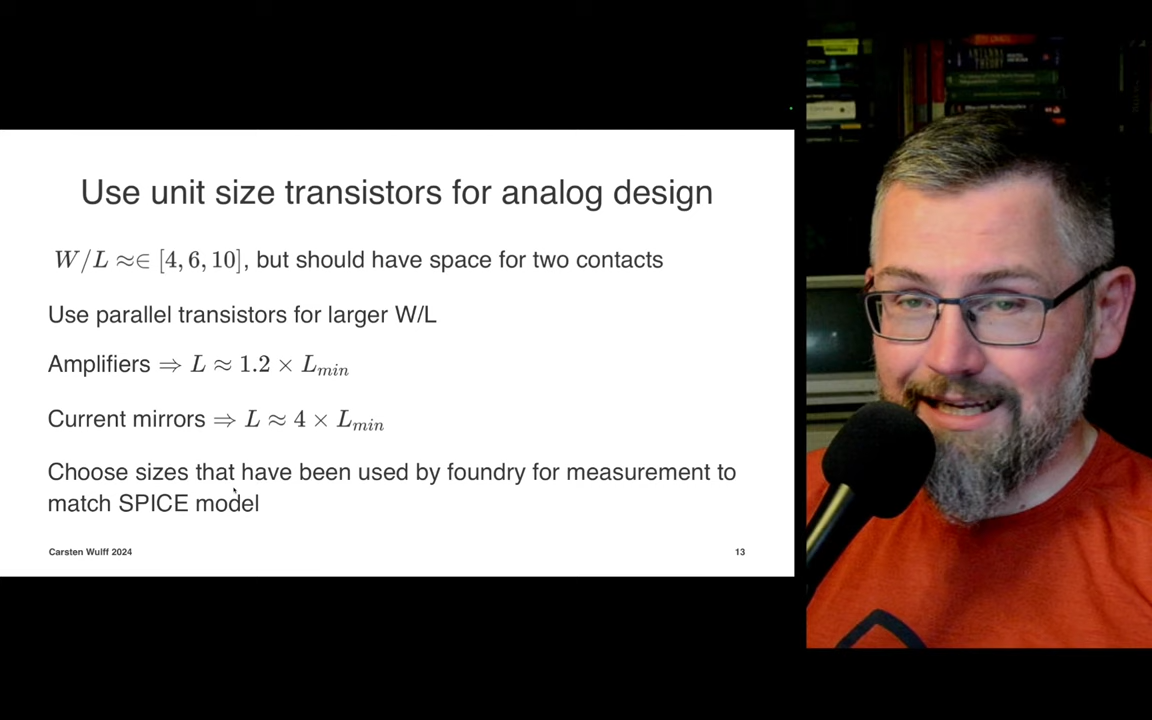 Use unit size transistors for analog design
W/L ≈∈ [4, 6, 10], but should have space for two contacts
Use parallel transistors for larger W/L
Amplifiers ⇒ L ≈ 1.2 × Lmin
Current mirrors ⇒ L ≈ 4 × Lmin
Choose sizes that have been used by foundry for measurement to
match SPICE model
Carsten Wulff 2024
13